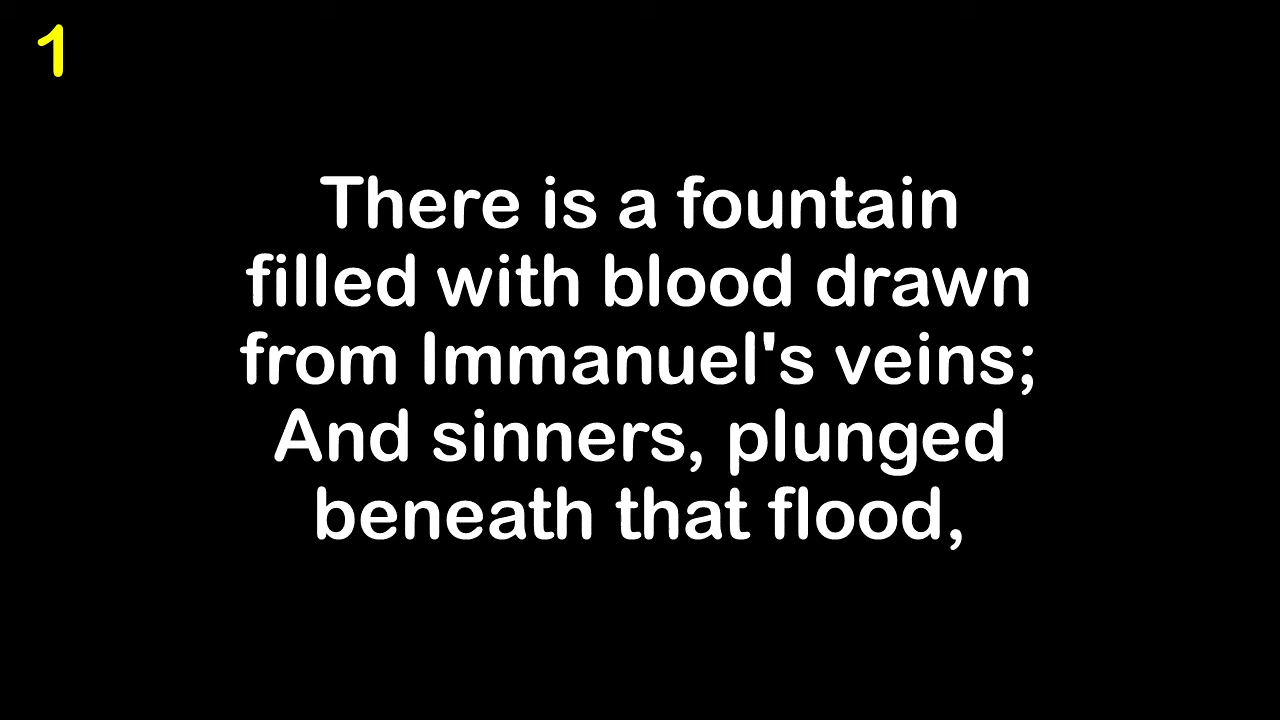 1
There is a fountain
filled with blood drawn
from Immanuel's veins;
And sinners, plunged
beneath that flood,